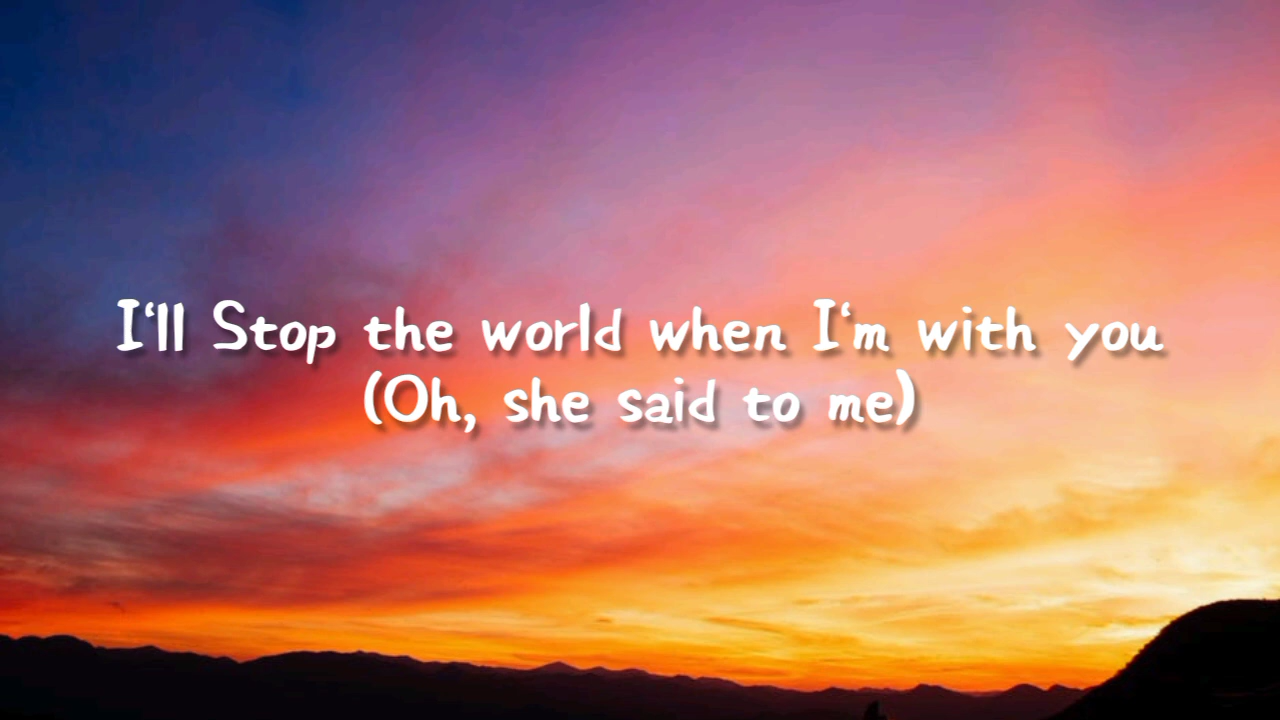 I‘ll Stop the world when I‘m with you
(Oh, she said to me)